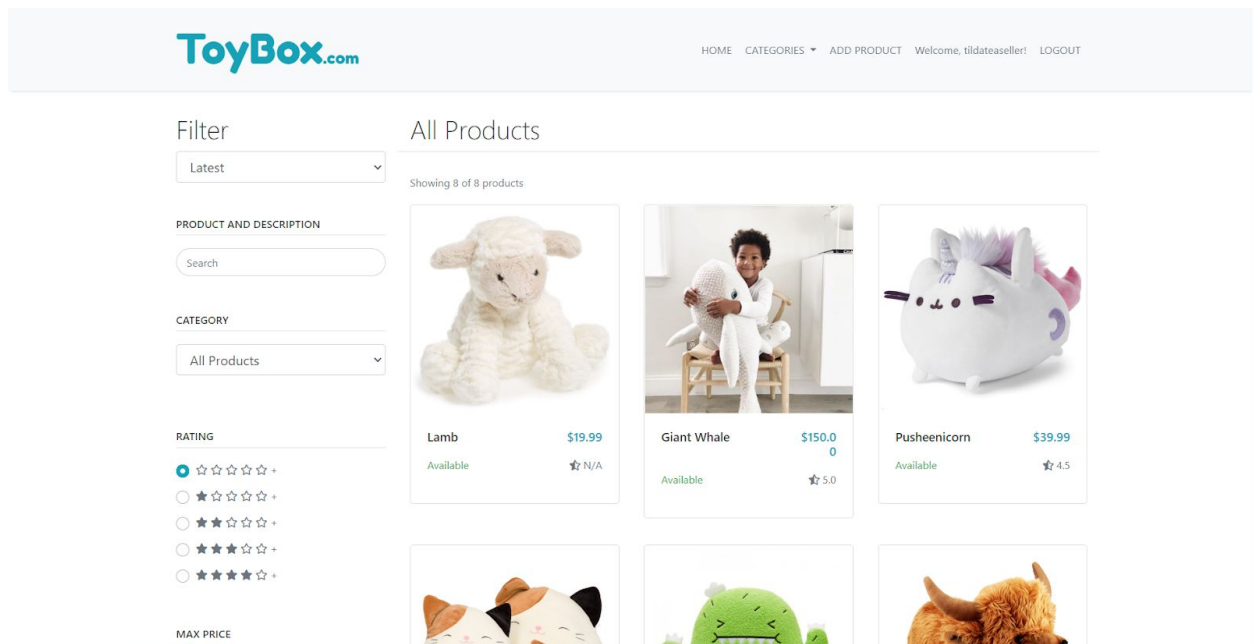 ToyBox.com
HOME CATEGORIES ADD PRODUCT Welcome, tildateaseller! LOGOUT
Filter
Latest
PRODUCT AND DESCRIPTION
Search
CATEGORY
All Products
RATING
+
+
+
+
+
MAX PRICE
All Products
Showing 8 of 8 products
Lamb $19.99
Available N/A
Giant Whale $150.0
0
Available 5.0
Pusheenicorn $39.99
Available 4.5